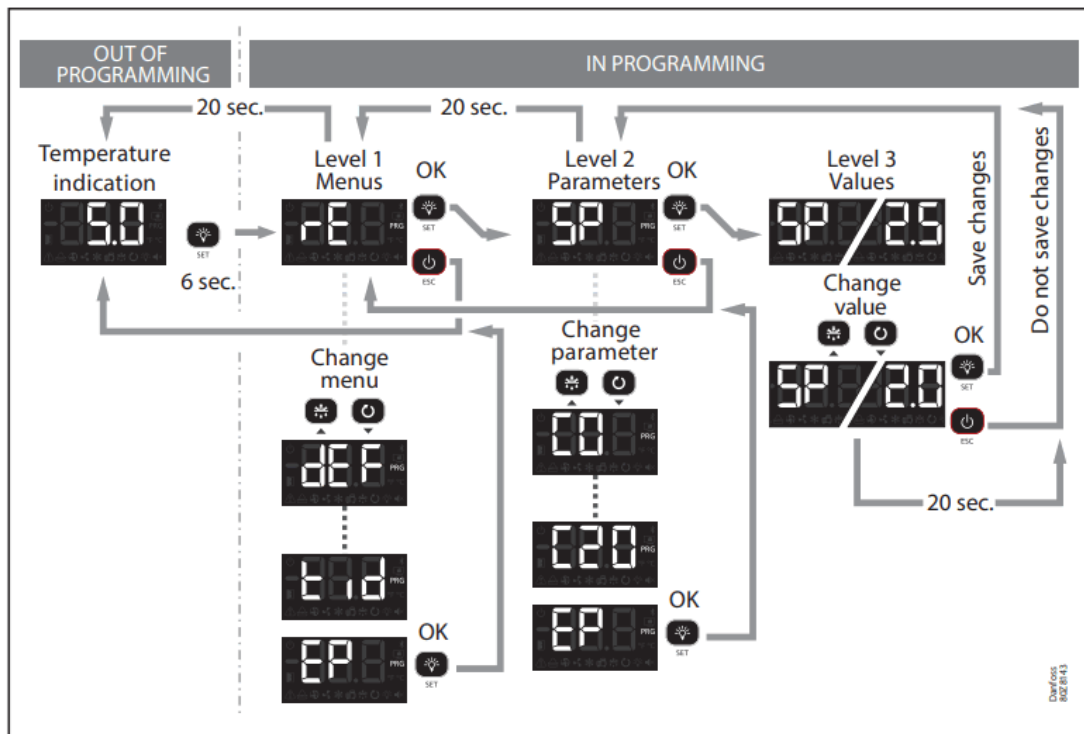 OUT OF
PROGRAMMING
IN PROGRAMMING
20 sec.
20 sec.
Temperature
indication
5.0
SET
6 sec.
Level 1
Menus
rE
PRG
OK
SET
ESC
Level 2
Parameters
SP
PRG
OK
SET
ESC
Level 3
Values
SP / 2.5
Change
value
SP / 2.0
OK
SET
ESC
Save changes
Do not save changes
20 sec.
Change
menu
dEF
PRG
tid
PRG
EP
PRG
OK
SET
Change
parameter
C0
PRG
C20
PRG
EP
PRG
OK
SET
Danfoss
80Z8143